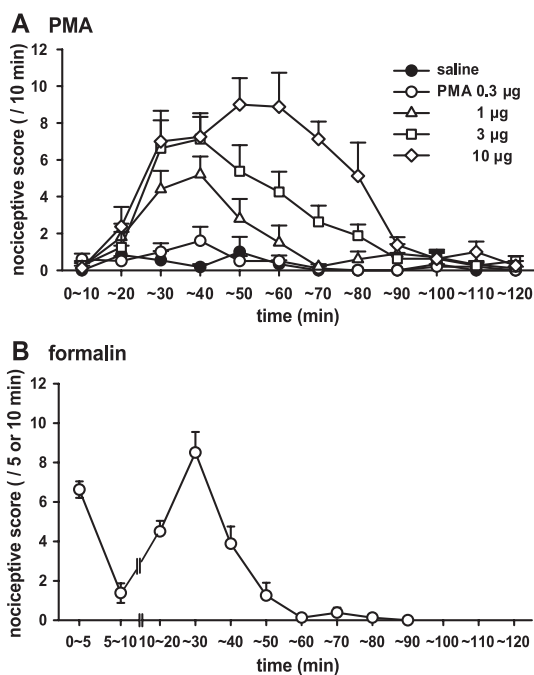 A PMA
nociceptive score ( / 10 min)
12
10
8
6
4
2
0
saline
PMA 0.3 µg
1 µg
3 µg
10 µg
0~10 ~20 ~30 ~40 ~50 ~60 ~70 ~80 ~90 ~100 ~110 ~120
time (min)
B formalin
nociceptive score ( / 5 or 10 min)
12
10
8
6
4
2
0
0~5 5~10 10~20 ~30 ~40 ~50 ~60 ~70 ~80 ~90 ~100 ~110 ~120
time (min)